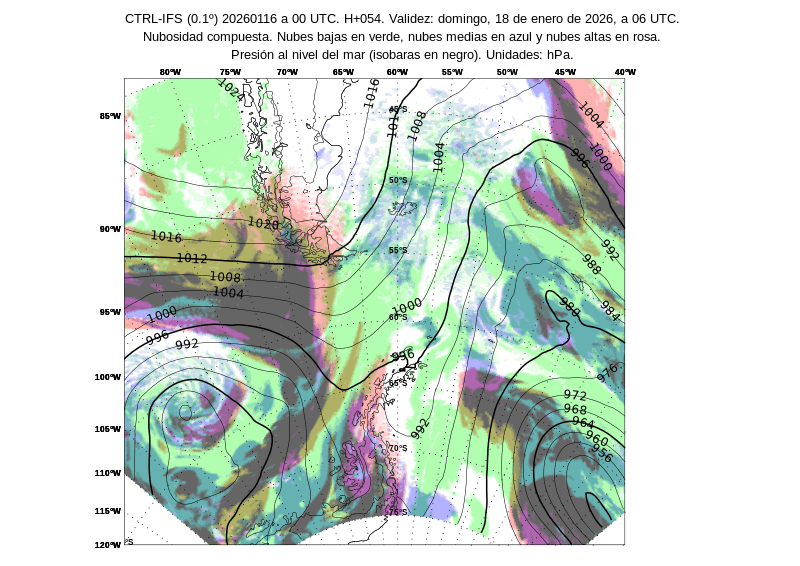 CTRL-IFS (0.1º) 20260116 a 00 UTC. H+054. Validez: domingo, 18 de enero de 2026, a 06 UTC.
Nubosidad compuesta. Nubes bajas en verde, nubes medias en azul y nubes altas en rosa.
Presión al nivel del mar (isobaras en negro). Unidades: hPa.
80ºW 75ºW 70ºW 65ºW 60ºW 55ºW 50ºW 45ºW 40ºW
1024 1016
85ºW 45ºS 1004
1008
1004 996 1000
50ºS
1020
90ºW 1016
1012 55ºS 992
1008 988
1004
95ºW 1000 1000 980 984
60ºS
996 992
996
976
100ºW 65ºS
972
968
964
105ºW 992 960
70ºS 956
110ºW
115ºW 75ºS
120ºW ºS